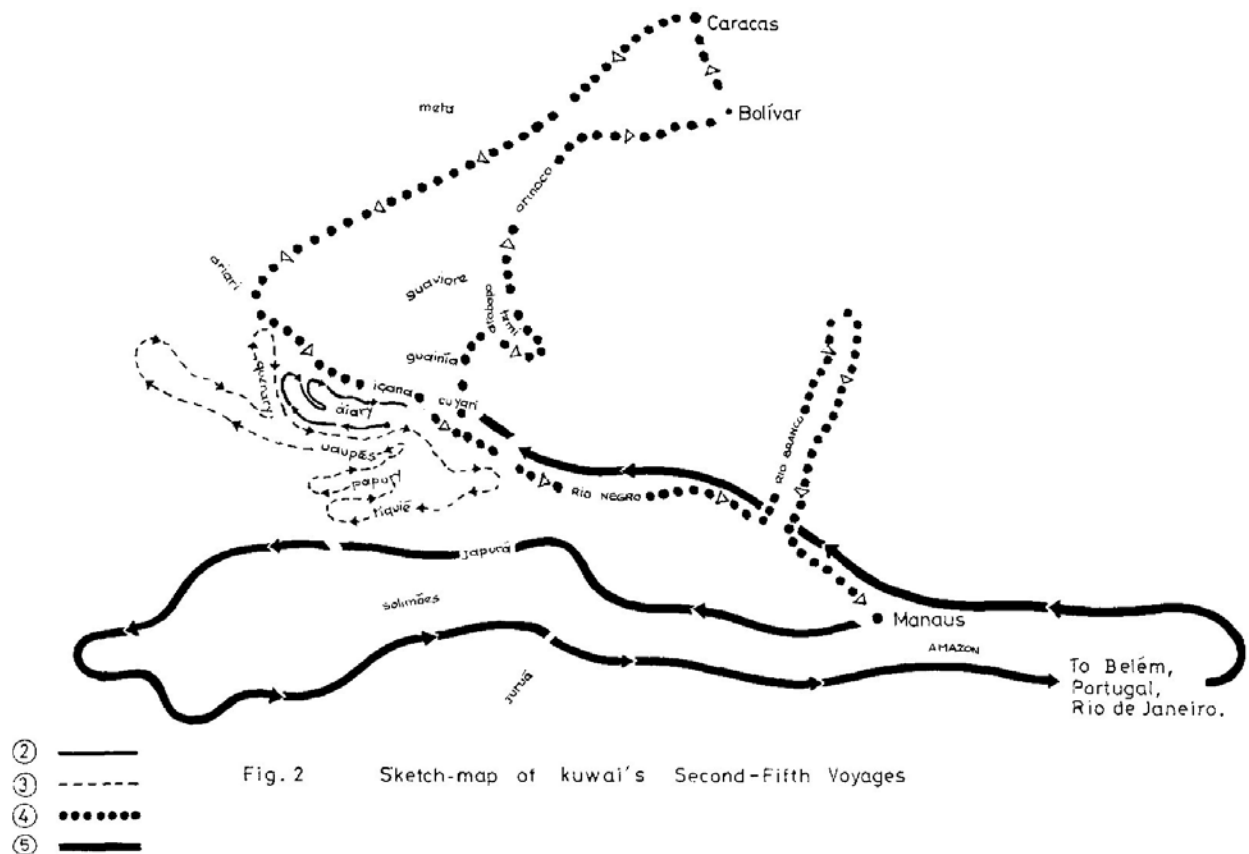 Caracas
Bolívar
meta
orinoco
ariari
guaviare
atabapo
temi
guainía
cuyari
içana
querary
aiary
uaupés
papury
tiquié
RIO BRANCO
RIO NEGRO
japurá
solimões
Manaus
AMAZON
juruá
To Belém,
Portugal,
Rio de Janeiro.
② 
③
④
⑤
Fig. 2 Sketch-map of kuwai's Second-Fifth Voyages